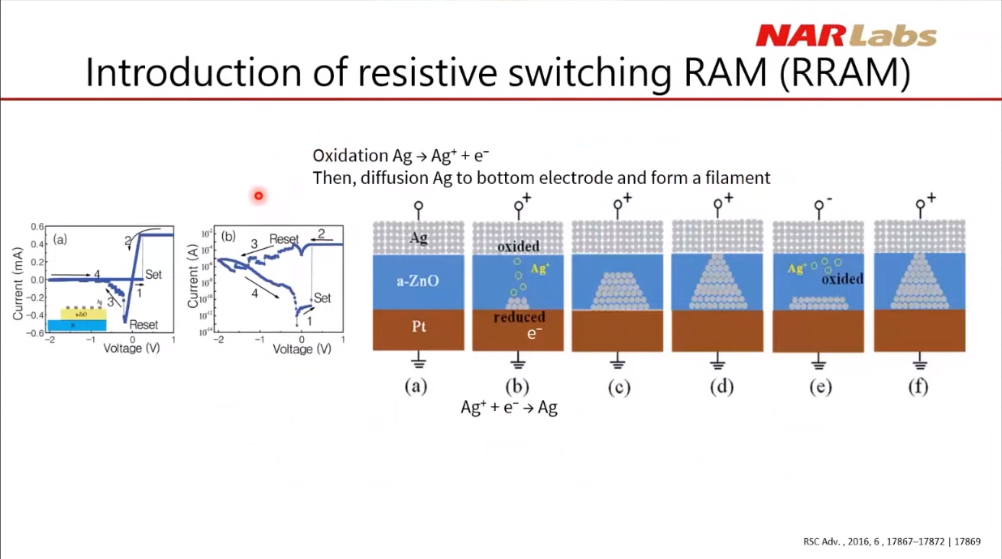 NARLabs
Introduction of resistive switching RAM (RRAM)
Oxidation Ag → Ag⁺ + e⁻
Then, diffusion Ag to bottom electrode and form a filament
(a)
Current (mA)
0.6
0.4
0.2
0.0
−0.2
−0.4
−0.6
2
4
Set
1
3
Reset
−2 −1 0 1
Voltage (V)
(b)
Current (A)
3 Reset 2
4
Set
1
−2 −1 0 1
Voltage (V)
+ + + - +
Ag
a-ZnO
Pt
oxided
Ag⁺
reduced
e⁻
Ag⁺
oxided
(a) (b) (c) (d) (e) (f)
Ag⁺ + e⁻ → Ag
RSC Adv. , 2016, 6 , 17867–17872 | 17869